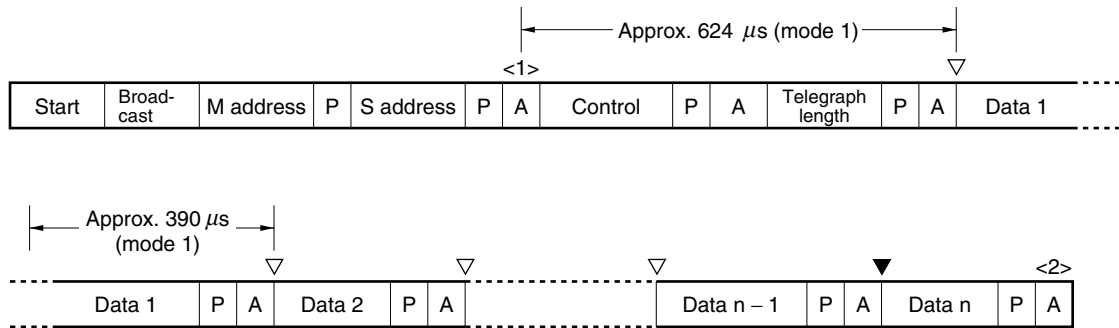 Approx. 624 µs (mode 1)
<1>
Start Broad-cast M address P S address P A Control P A Telegraph length P A Data 1
Approx. 390 µs
(mode 1)
<2>
Data 1 P A Data 2 P A Data n – 1 P A Data n P A